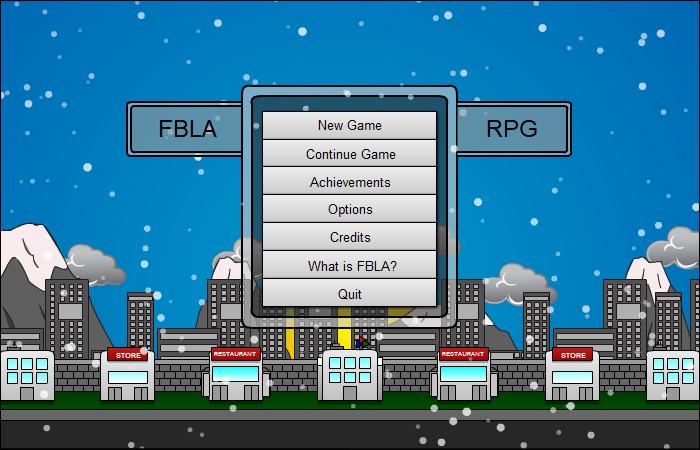 FBLA
RPG
New Game
Continue Game
Achievements
Options
Credits
What is FBLA?
Quit
STORE
RESTAURANT
RESTAURANT
STORE